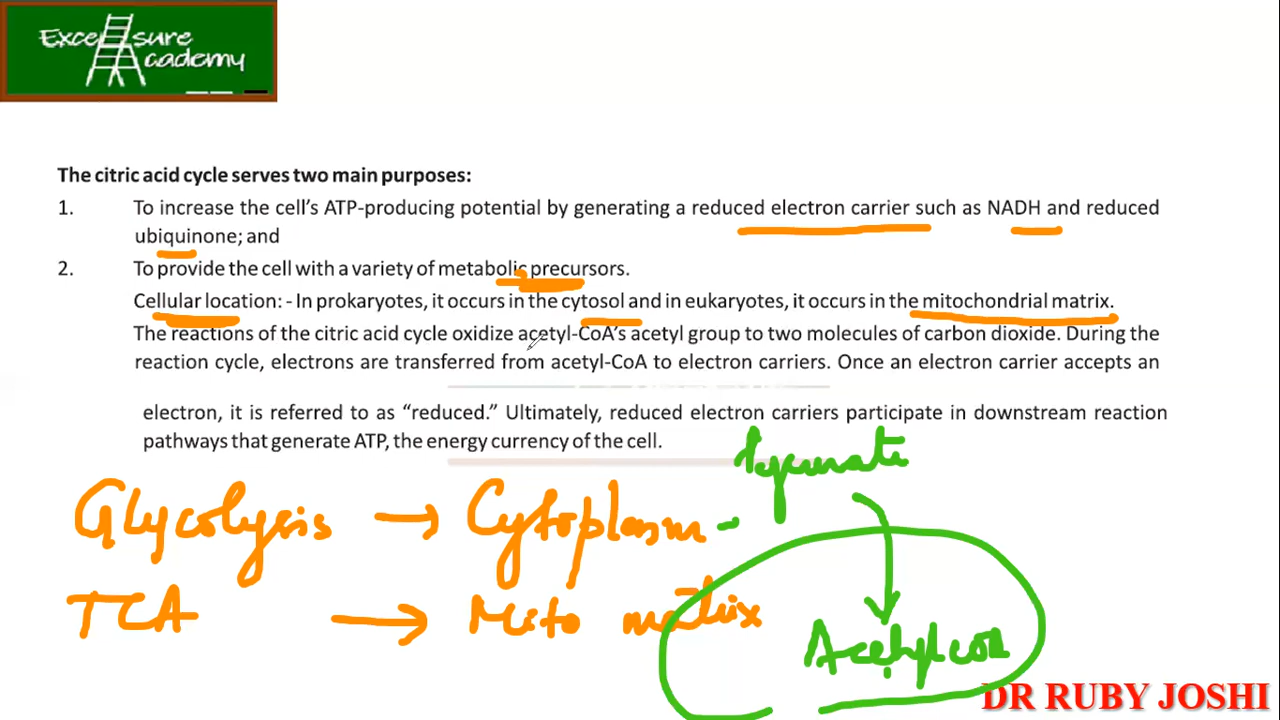 Excel sure
Academy
The citric acid cycle serves two main purposes:
1. To increase the cell's ATP-producing potential by generating a reduced electron carrier such as NADH and reduced
ubiquinone; and
2. To provide the cell with a variety of metabolic precursors.
Cellular location: - In prokaryotes, it occurs in the cytosol and in eukaryotes, it occurs in the mitochondrial matrix.
The reactions of the citric acid cycle oxidize acetyl-CoA's acetyl group to two molecules of carbon dioxide. During the
reaction cycle, electrons are transferred from acetyl-CoA to electron carriers. Once an electron carrier accepts an
electron, it is referred to as “reduced.” Ultimately, reduced electron carriers participate in downstream reaction
pathways that generate ATP, the energy currency of the cell.
Pyruvate
Glycolysis → Cytoplasm -
TCA → Mito matrix
Acetylcoa
DR RUBY JOSHI